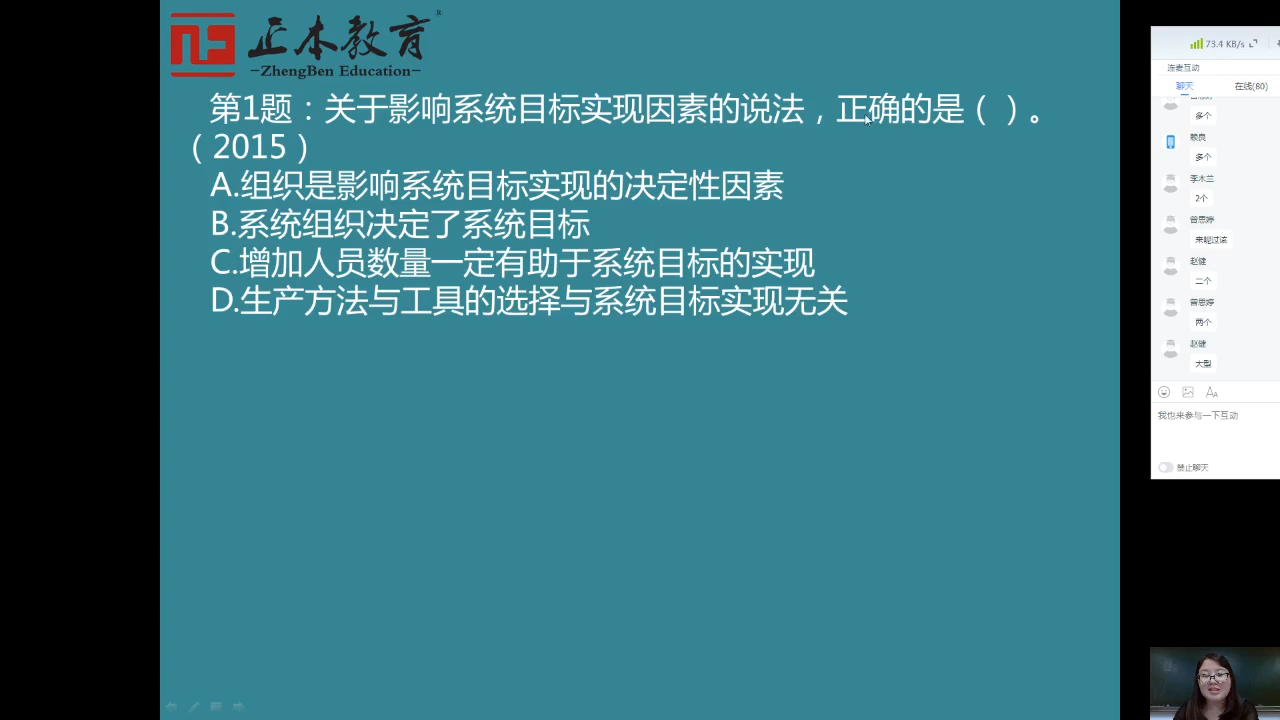 正本教育
®
-ZhengBen Education-
第1题：关于影响系统目标实现因素的说法，正确的是（ ）。
（2015）
A.组织是影响系统目标实现的决定性因素
B.系统组织决定了系统目标
C.增加人员数量一定有助于系统目标的实现
D.生产方法与工具的选择与系统目标实现无关
73.4 KB/s
连麦互动
聊天 在线(80)
多个
赖良
多个
李木兰
2个
曾思婷
来呢过该
赵健
二个
曾思婷
两个
赵健
大型
我也来参与一下互动
禁止聊天